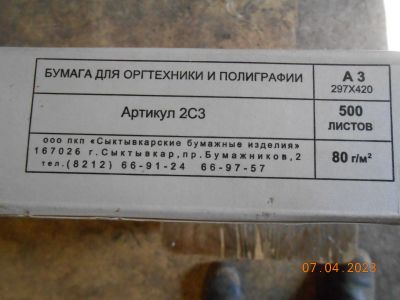 БУМАГА ДЛЯ ОРГТЕХНИКИ И ПОЛИГРАФИИ
А 3
297Х420
Артикул 2С3
500
ЛИСТОВ
ооо пкп «Сыктывкарские бумажные изделия»
167026 г.Сыктывкар,пр.Бумажников,2
тел.(8212) 66-91-24 66-97-57
80 г/м²
07.04.2023